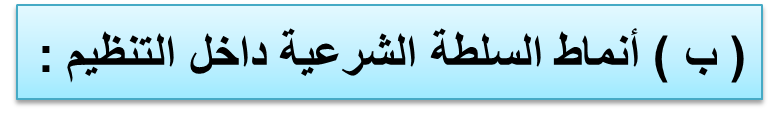 ( ب ) أنماط السلطة الشرعية داخل التنظيم :